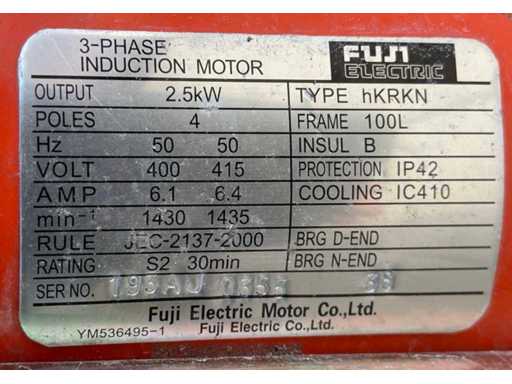 3-PHASE
INDUCTION MOTOR
FUJI
ELECTRIC
OUTPUT 2.5kW TYPE hKRKN
POLES 4 FRAME 100L
Hz 50 50 INSUL B
VOLT 400 415 PROTECTION IP42
AMP 6.1 6.4 COOLING IC410
min-1 1430 1435
RULE JEC-2137-2000 BRG D-END
RATING S2 30min BRG N-END
SER NO.
Fuji Electric Motor Co.,Ltd.
YM536495-1 Fuji Electric Co.,Ltd.